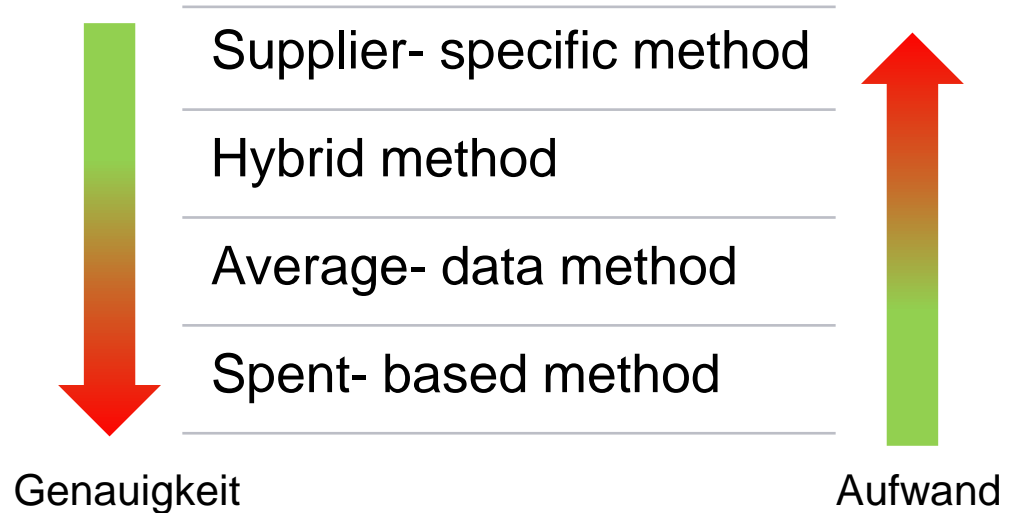 Supplier- specific method
Hybrid method
Average- data method
Spent- based method
Genauigkeit
Aufwand